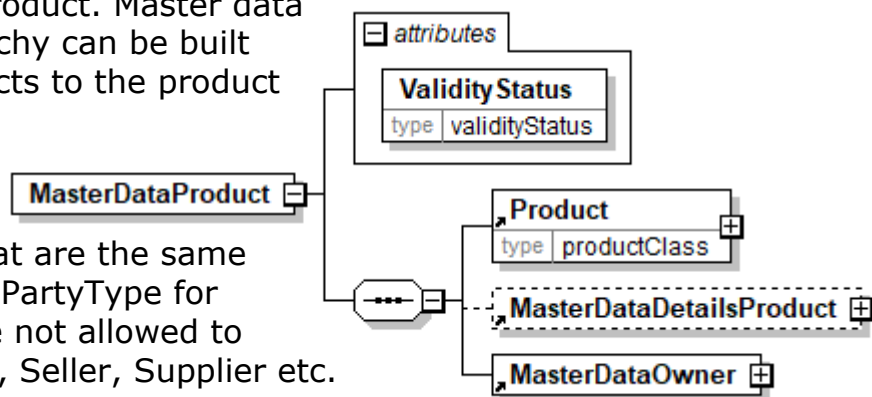 roduct. Master data
chy can be built
cts to the product
attributes
ValidityStatus
type validityStatus
MasterDataProduct
Product
type productClass
at are the same
PartyType for
e not allowed to
, Seller, Supplier etc.
MasterDataDetailsProduct
MasterDataOwner